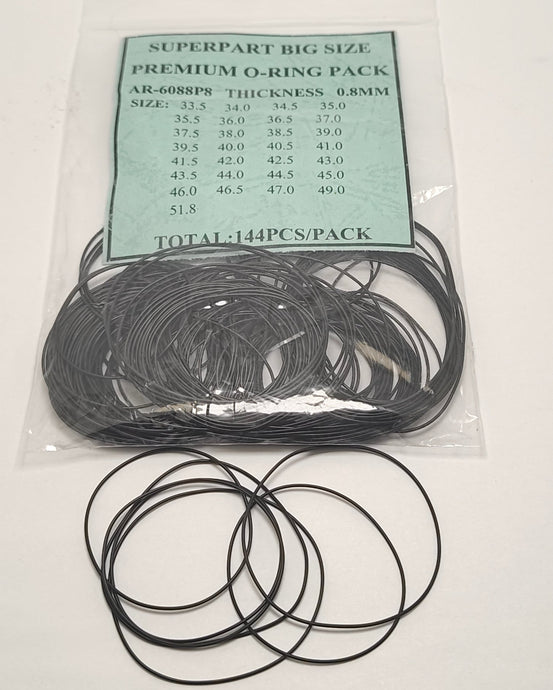 SUPERPART BIG SIZE
PREMIUM O-RING PACK
AR-6088P8 THICKNESS 0.8MM
SIZE: 33.5 34.0 34.5 35.0
35.5 36.0 36.5 37.0
37.5 38.0 38.5 39.0
39.5 40.0 40.5 41.0
41.5 42.0 42.5 43.0
43.5 44.0 44.5 45.0
46.0 46.5 47.0 49.0
51.8
TOTAL:144PCS/PACK